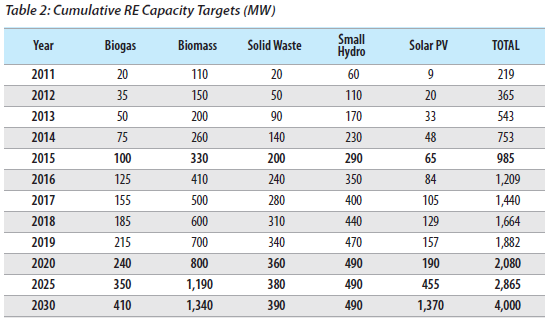 Table 2: Cumulative RE Capacity Targets (MW)
Year Biogas Biomass Solid Waste Small Hydro Solar PV TOTAL
2011 20 110 20 60 9 219
2012 35 150 50 110 20 365
2013 50 200 90 170 33 543
2014 75 260 140 230 48 753
2015 100 330 200 290 65 985
2016 125 410 240 350 84 1,209
2017 155 500 280 400 105 1,440
2018 185 600 310 440 129 1,664
2019 215 700 340 470 157 1,882
2020 240 800 360 490 190 2,080
2025 350 1,190 380 490 455 2,865
2030 410 1,340 390 490 1,370 4,000